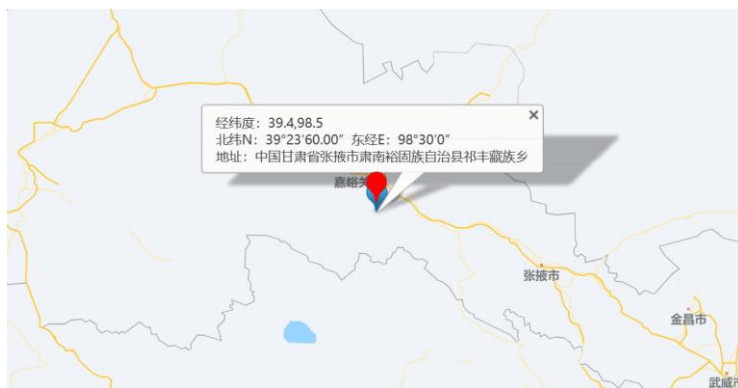 经纬度：39.4,98.5
北纬N：39°23'60.00" 东经E：98°30'0"
地址：中国甘肃省张掖市肃南裕固族自治县祁丰藏族乡
嘉峪关
张掖市
金昌市
武威市